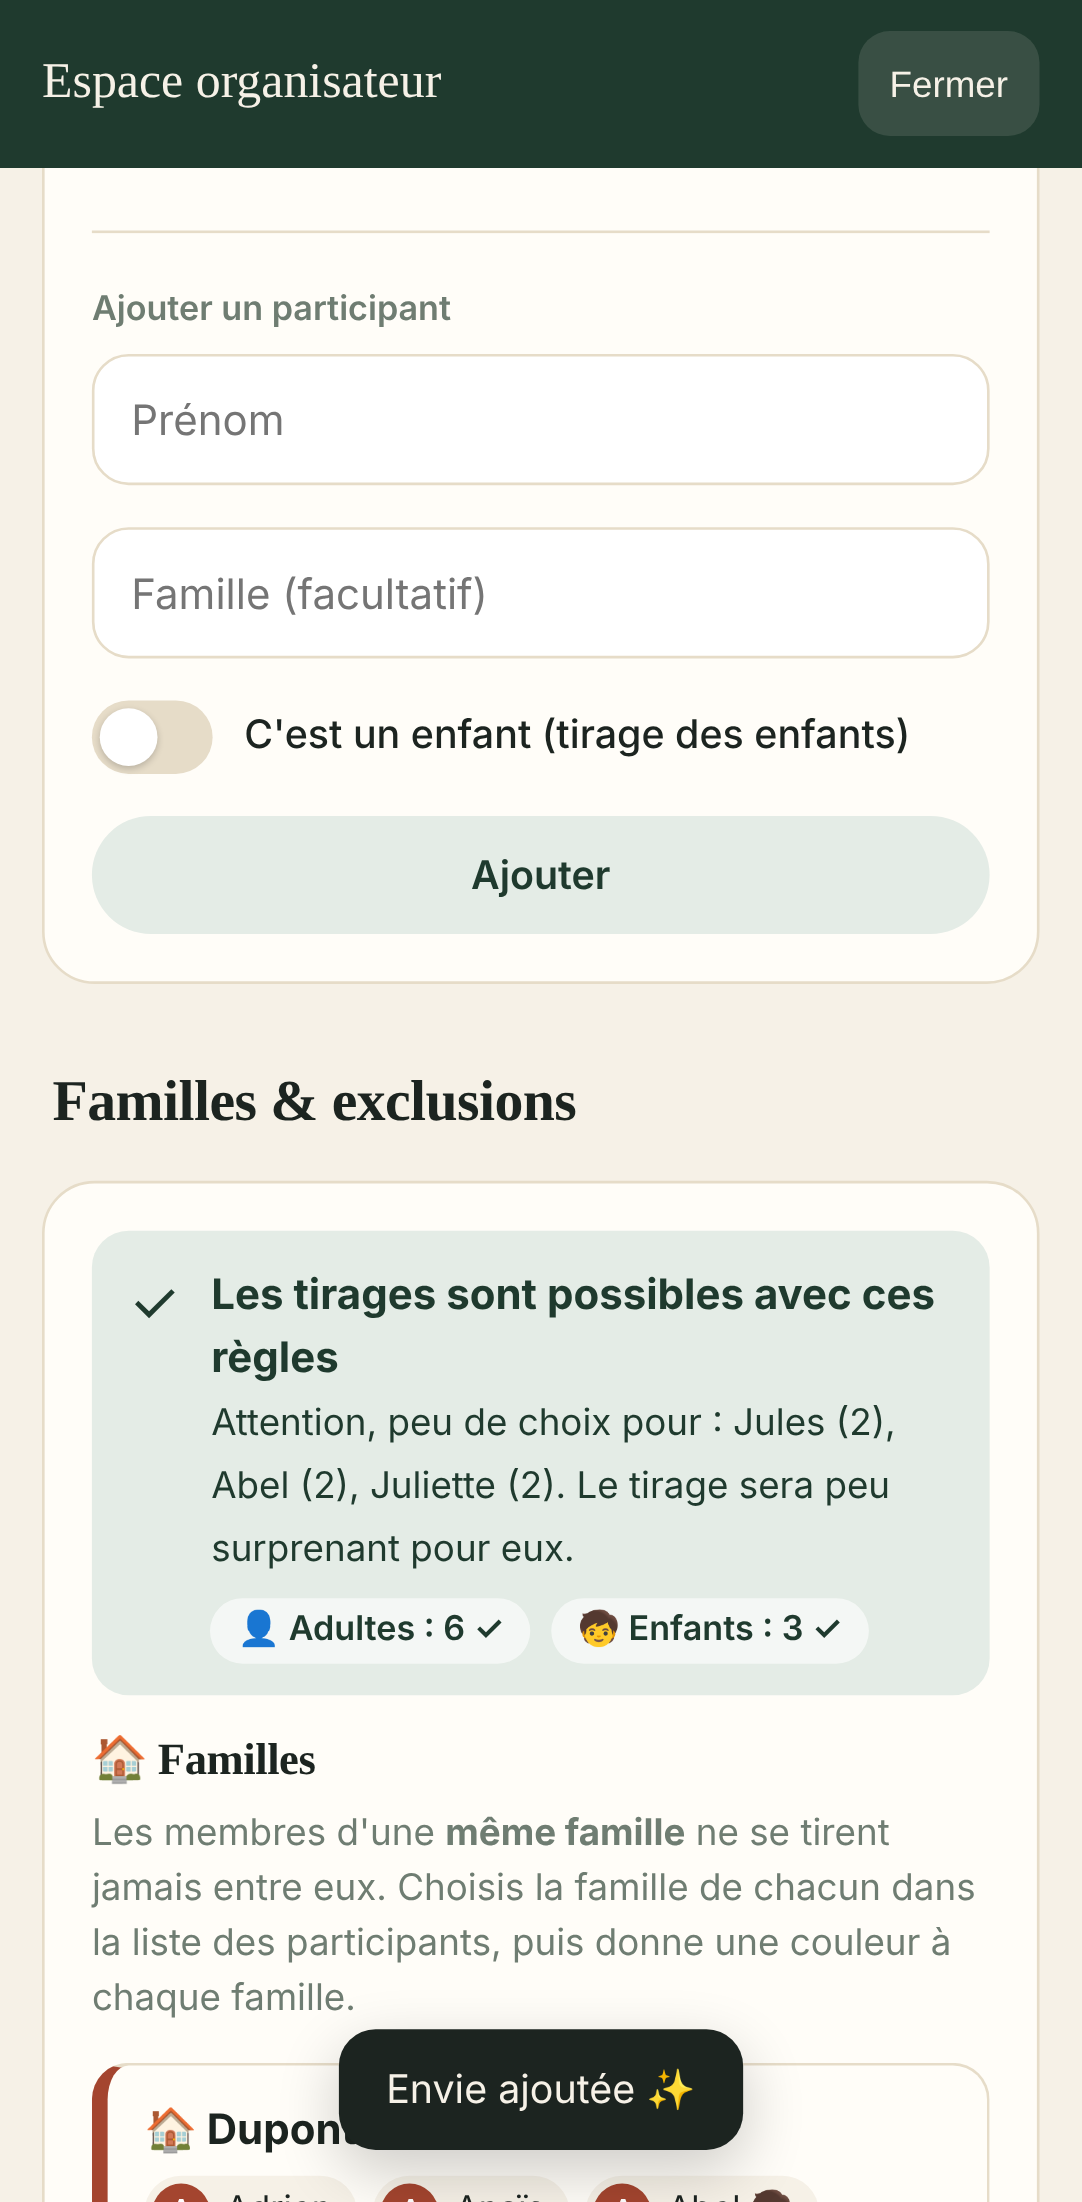 Espace organisateur
Fermer
Ajouter un participant
Prénom
Famille (facultatif)
C'est un enfant (tirage des enfants)
Ajouter
Familles & exclusions
Les tirages sont possibles avec ces
règles
Attention, peu de choix pour : Jules (2),
Abel (2), Juliette (2). Le tirage sera peu
surprenant pour eux.
Adultes : 6 ✓
Enfants : 3 ✓
Familles
Les membres d'une même famille ne se tirent
jamais entre eux. Choisis la famille de chacun dans
la liste des participants, puis donne une couleur à
chaque famille.
Envie ajoutée ✨